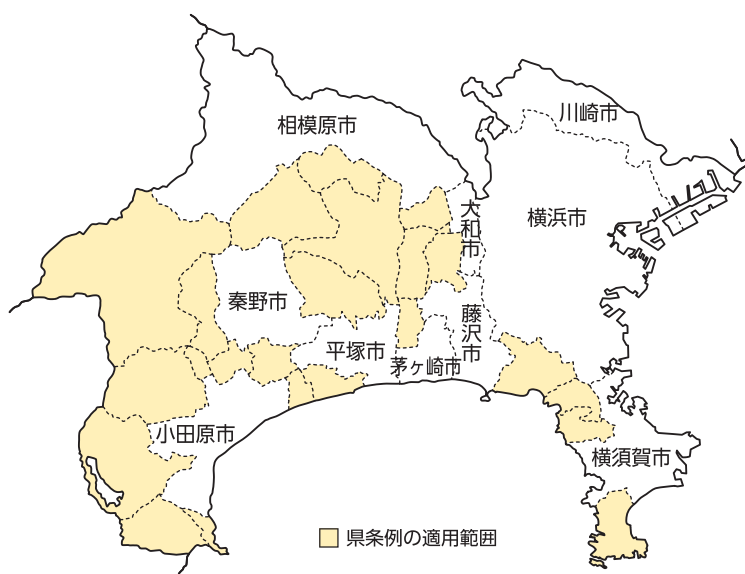 川崎市
相模原市
大和市
横浜市
秦野市
藤沢市
平塚市
茅ヶ崎市
小田原市
横須賀市
県条例の適用範囲